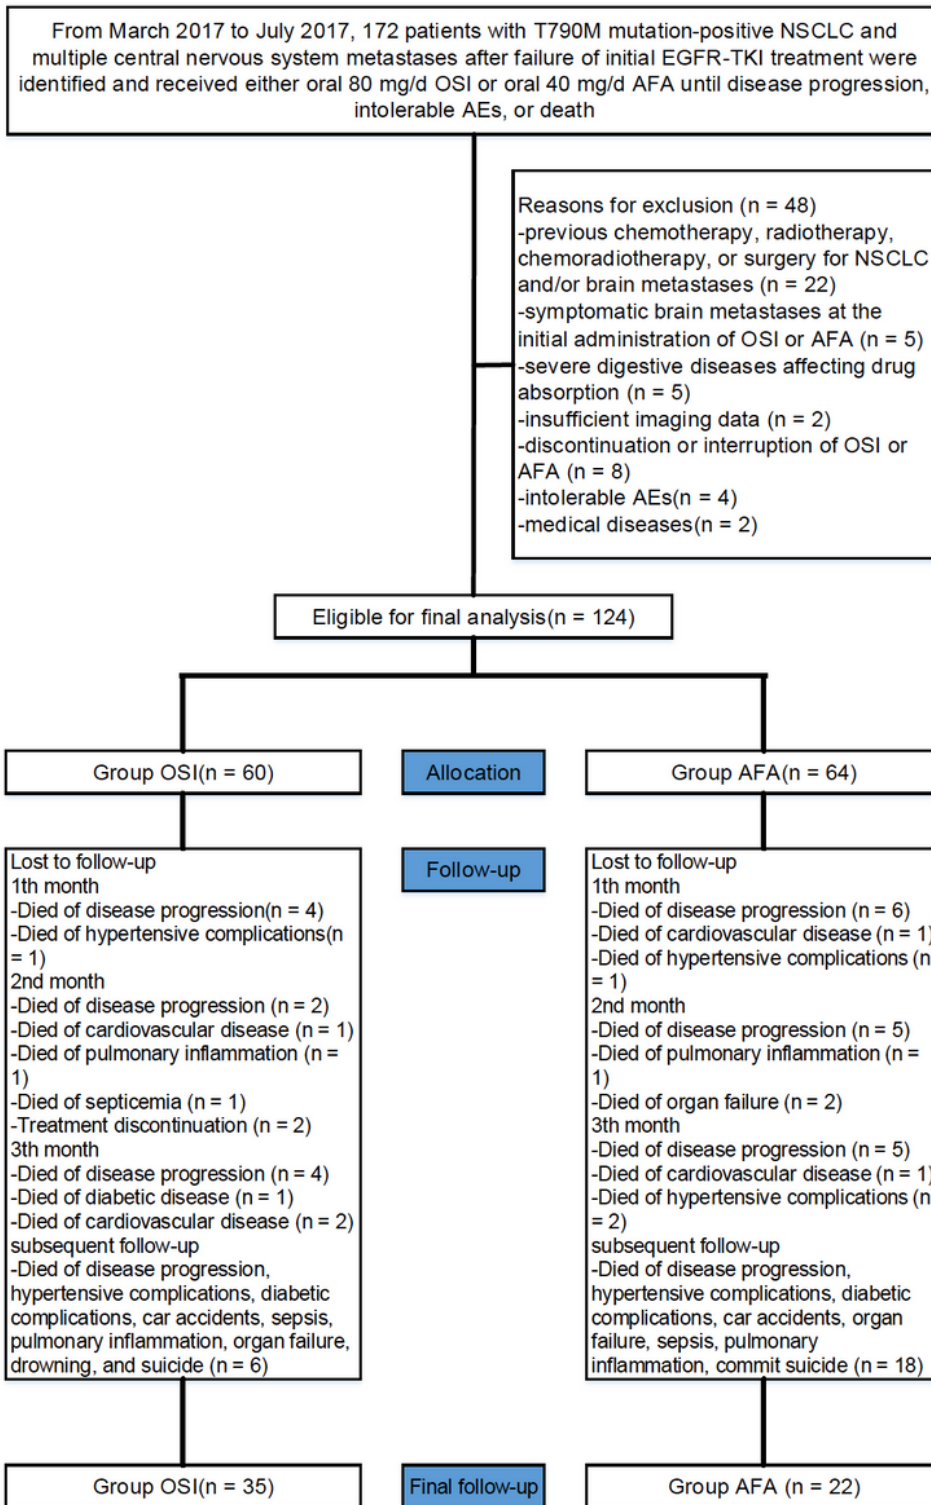 From March 2017 to July 2017, 172 patients with T790M mutation-positive NSCLC and
multiple central nervous system metastases after failure of initial EGFR-TKI treatment were
identified and received either oral 80 mg/d OSI or oral 40 mg/d AFA until disease progression,
intolerable AEs, or death
Reasons for exclusion (n = 48)
-previous chemotherapy, radiotherapy,
chemoradiotherapy, or surgery for NSCLC
and/or brain metastases (n = 22)
-symptomatic brain metastases at the
initial administration of OSI or AFA (n = 5)
-severe digestive diseases affecting drug
absorption (n = 5)
-insufficient imaging data (n = 2)
-discontinuation or interruption of OSI or
AFA (n = 8)
-intolerable AEs(n = 4)
-medical diseases(n = 2)
Eligible for final analysis(n = 124)
Group OSI(n = 60)
Allocation
Group AFA(n = 64)
Lost to follow-up
1th month
-Died of disease progression(n = 4)
-Died of hypertensive complications(n
= 1)
2nd month
-Died of disease progression (n = 2)
-Died of cardiovascular disease (n = 1)
-Died of pulmonary inflammation (n =
1)
-Died of septicemia (n = 1)
-Treatment discontinuation (n = 2)
3th month
-Died of disease progression (n = 4)
-Died of diabetic disease (n = 1)
-Died of cardiovascular disease (n = 2)
subsequent follow-up
-Died of disease progression,
hypertensive complications, diabetic
complications, car accidents, sepsis,
pulmonary inflammation, organ failure,
drowning, and suicide (n = 6)
Follow-up
Lost to follow-up
1th month
-Died of disease progression (n = 6)
-Died of cardiovascular disease (n = 1)
-Died of hypertensive complications (n
= 1)
2nd month
-Died of disease progression (n = 5)
-Died of pulmonary inflammation (n =
1)
-Died of organ failure (n = 2)
3th month
-Died of disease progression (n = 5)
-Died of cardiovascular disease (n = 1)
-Died of hypertensive complications (n
= 2)
subsequent follow-up
-Died of disease progression,
hypertensive complications, diabetic
complications, car accidents, organ
failure, sepsis, pulmonary
inflammation, commit suicide (n = 18)
Group OSI(n = 35)
Final follow-up
Group AFA (n = 22)